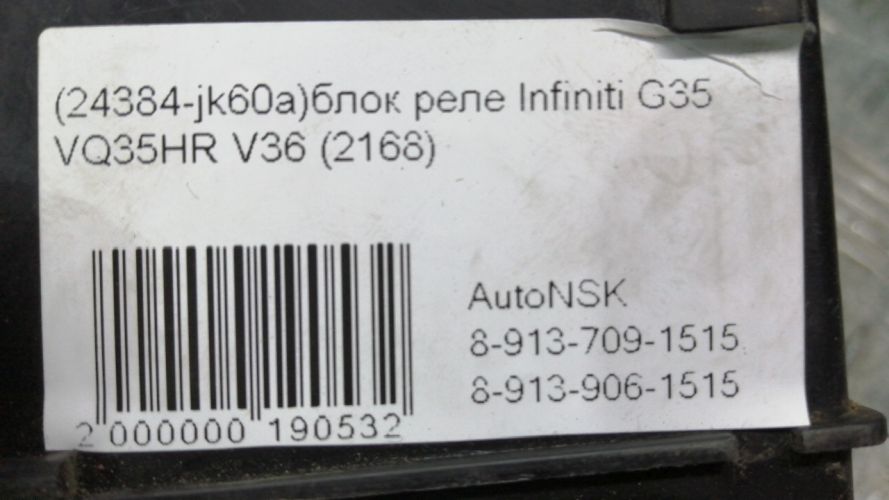 (24384-jk60a)блок реле Infiniti G35
VQ35HR V36 (2168)
AutoNSK
8-913-709-1515
8-913-906-1515
2 000000 190532